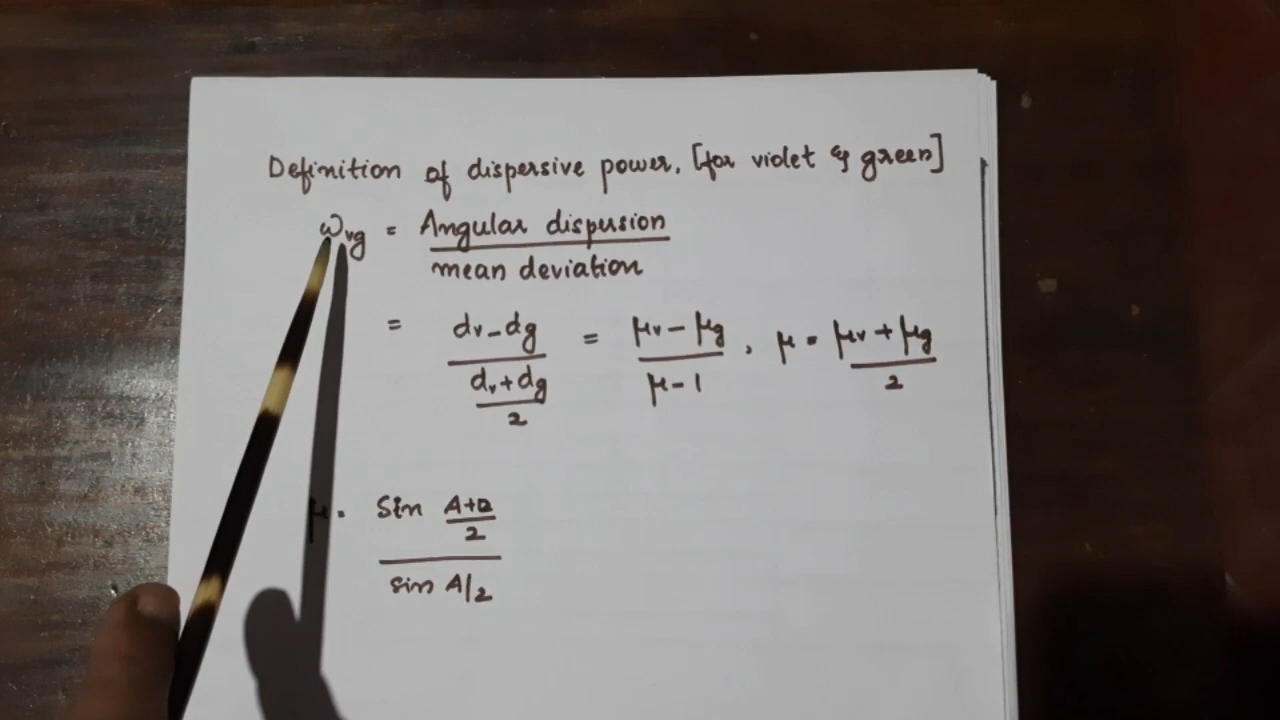 Definition of dispersive power, [for violet & green]
ωvg = Angular dispersion / mean deviation
= dv - dg / (dv + dg / 2) = μv - μg / μ - 1 , μ = μv + μg / 2
μ = Sin A+D/2 / sin A/2